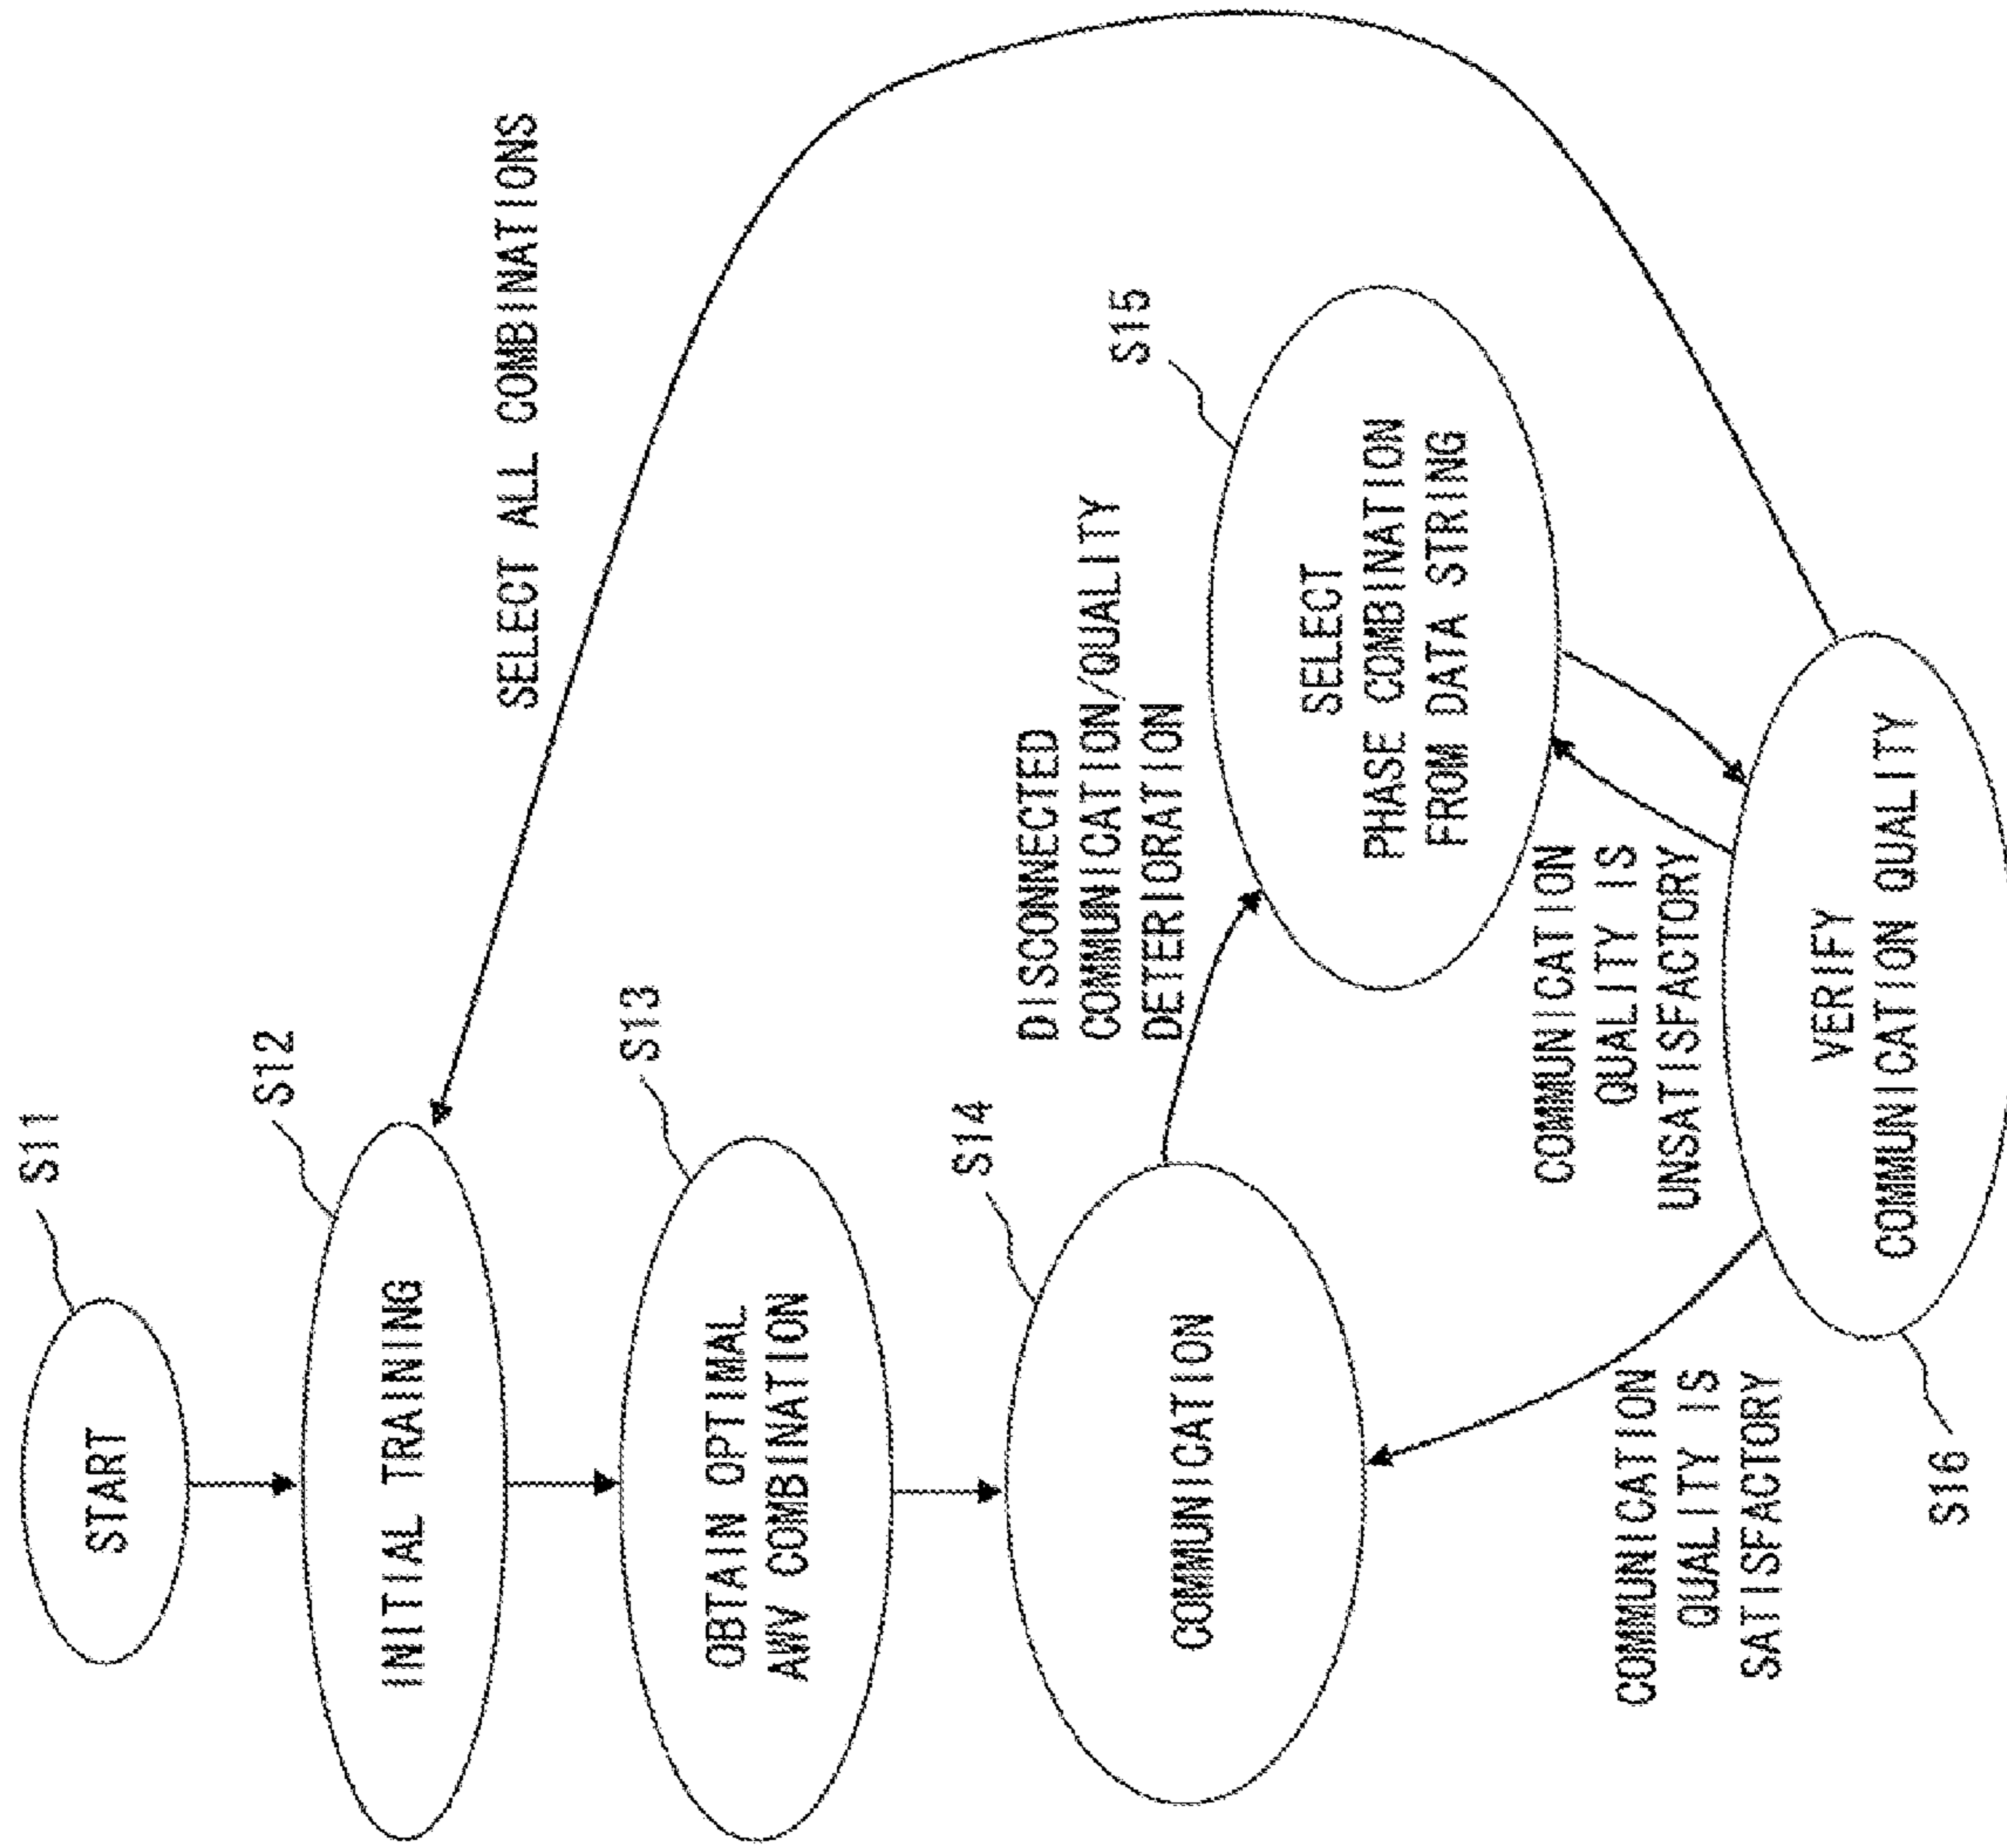 START
S11
INITIAL TRAINING
S12
SELECT ALL COMBINATIONS
OBTAIN OPTIMAL
AWV COMBINATION
S13
COMMUNICATION
S14
DISCONNECTED
COMMUNICATION/QUALITY
DETERIORATION
SELECT
PHASE COMBINATION
FROM DATA STRING
S15
COMMUNICATION
QUALITY IS
UNSATISFACTORY
COMMUNICATION
QUALITY IS
SATISFACTORY
VERIFY
COMMUNICATION QUALITY
S16